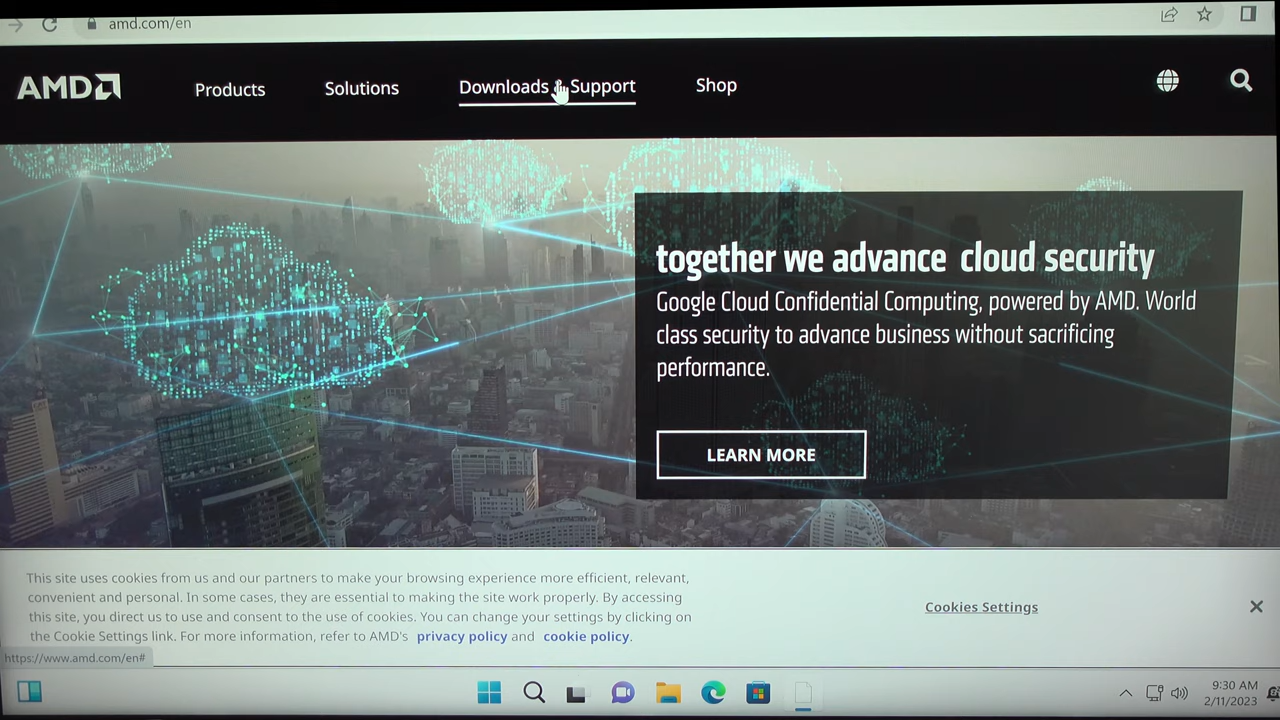 amd.com/en
AMD
Products
Solutions
Downloads & Support
Shop
together we advance cloud security
Google Cloud Confidential Computing, powered by AMD. World
class security to advance business without sacrificing
performance.
LEARN MORE
This site uses cookies from us and our partners to make your browsing experience more efficient, relevant,
convenient and personal. In some cases, they are essential to making the site work properly. By accessing
this site, you direct us to use and consent to the use of cookies. You can change your settings by clicking on
the Cookie Settings link. For more information, refer to AMD's privacy policy and cookie policy.
Cookies Settings
https://www.amd.com/en#
9:30 AM
2/11/2023